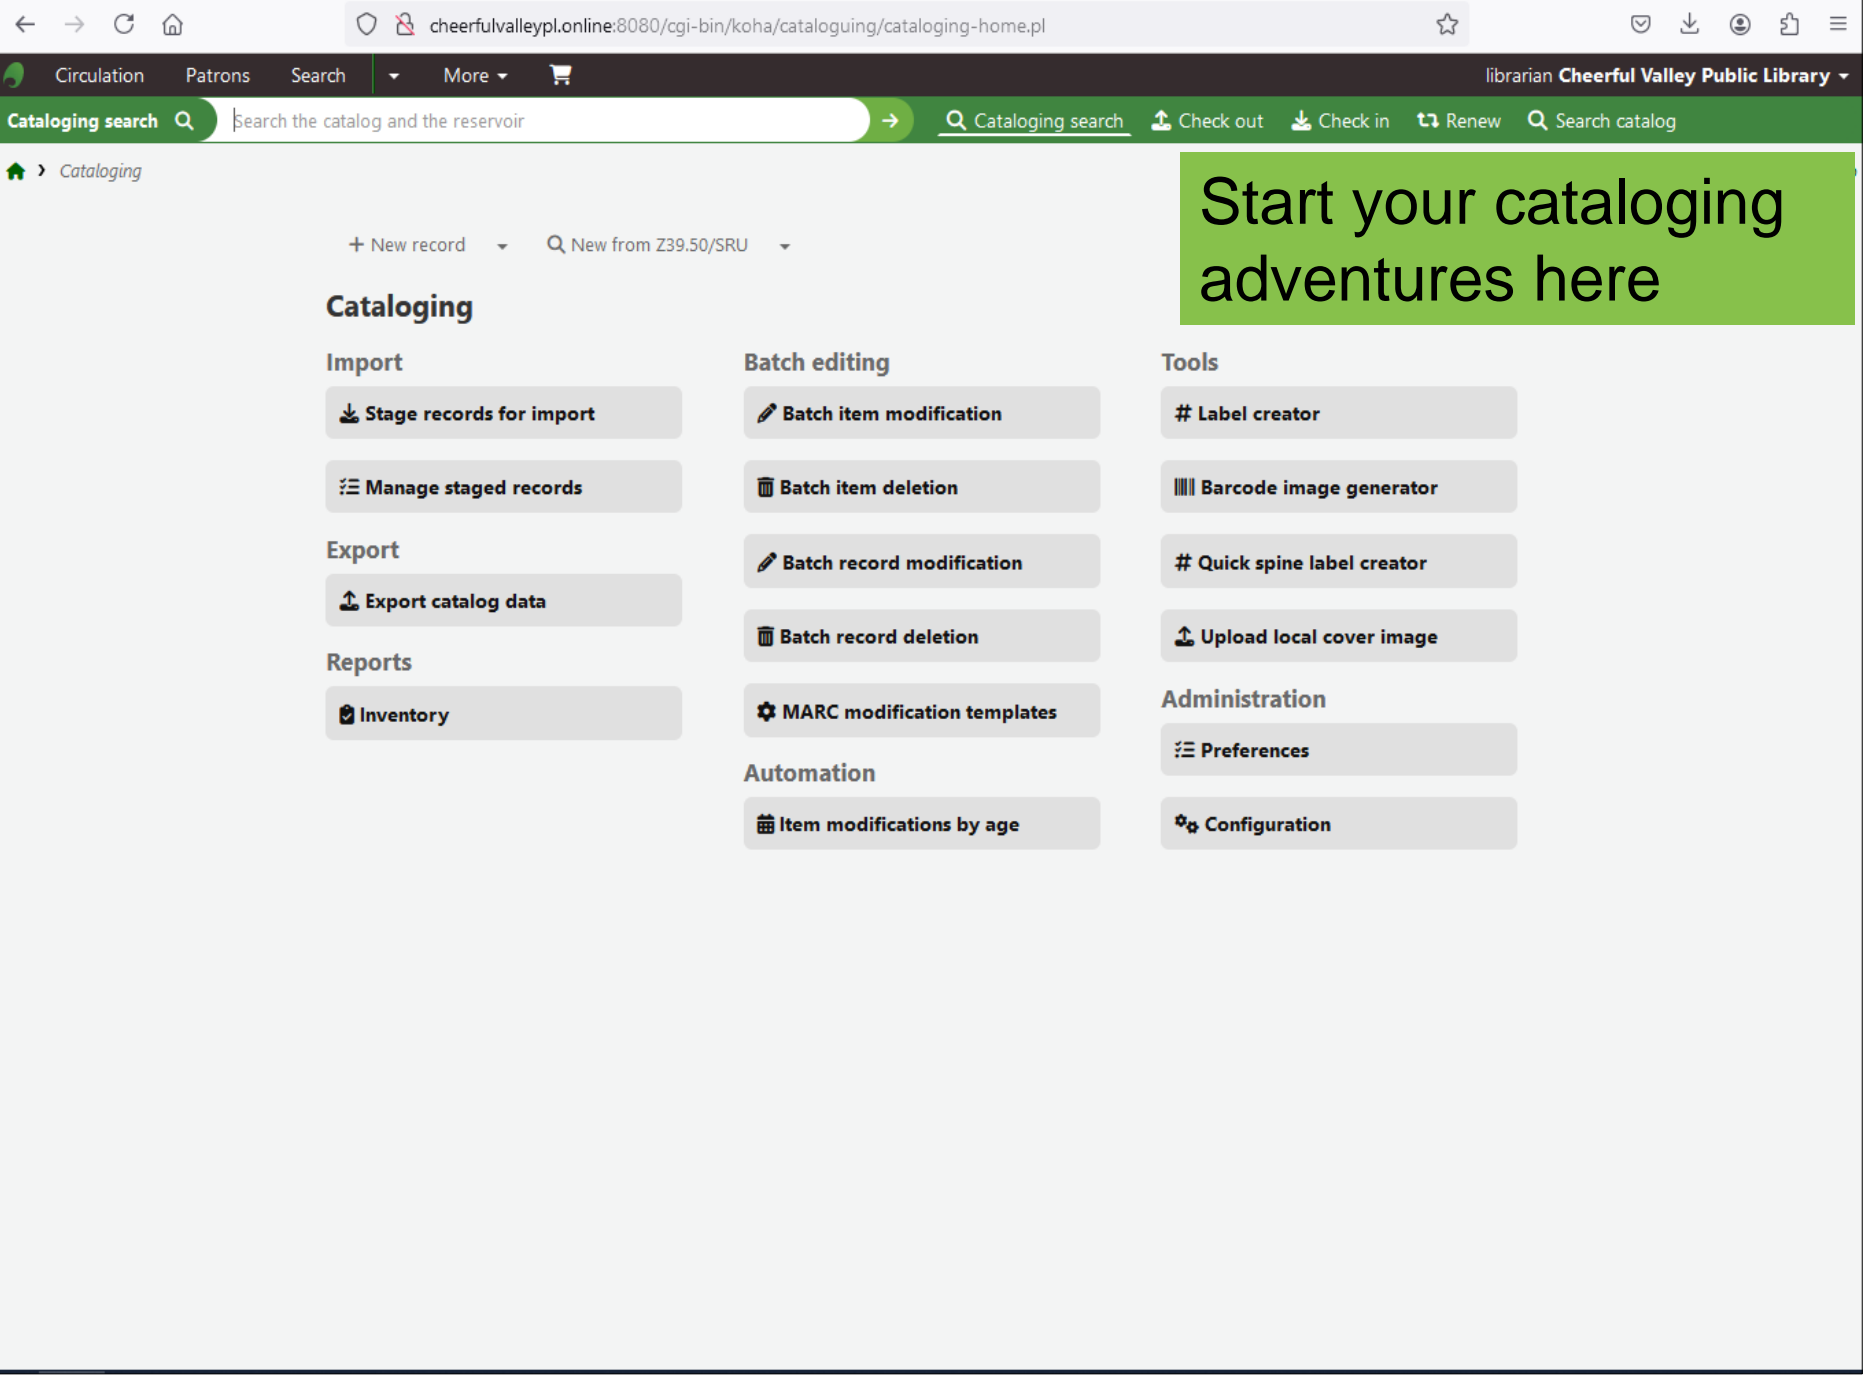 cheerfulvalleypl.online:8080/cgi-bin/koha/cataloguing/cataloging-home.pl
Circulation Patrons Search More librarian Cheerful Valley Public Library
Cataloging search Search the catalog and the reservoir Cataloging search Check out Check in Renew Search catalog
Cataloging
Start your cataloging
adventures here
+ New record New from Z39.50/SRU
Cataloging
Import
Stage records for import
Manage staged records
Export
Export catalog data
Reports
Inventory
Batch editing
Batch item modification
Batch item deletion
Batch record modification
Batch record deletion
MARC modification templates
Automation
Item modifications by age
Tools
# Label creator
Barcode image generator
# Quick spine label creator
Upload local cover image
Administration
Preferences
Configuration